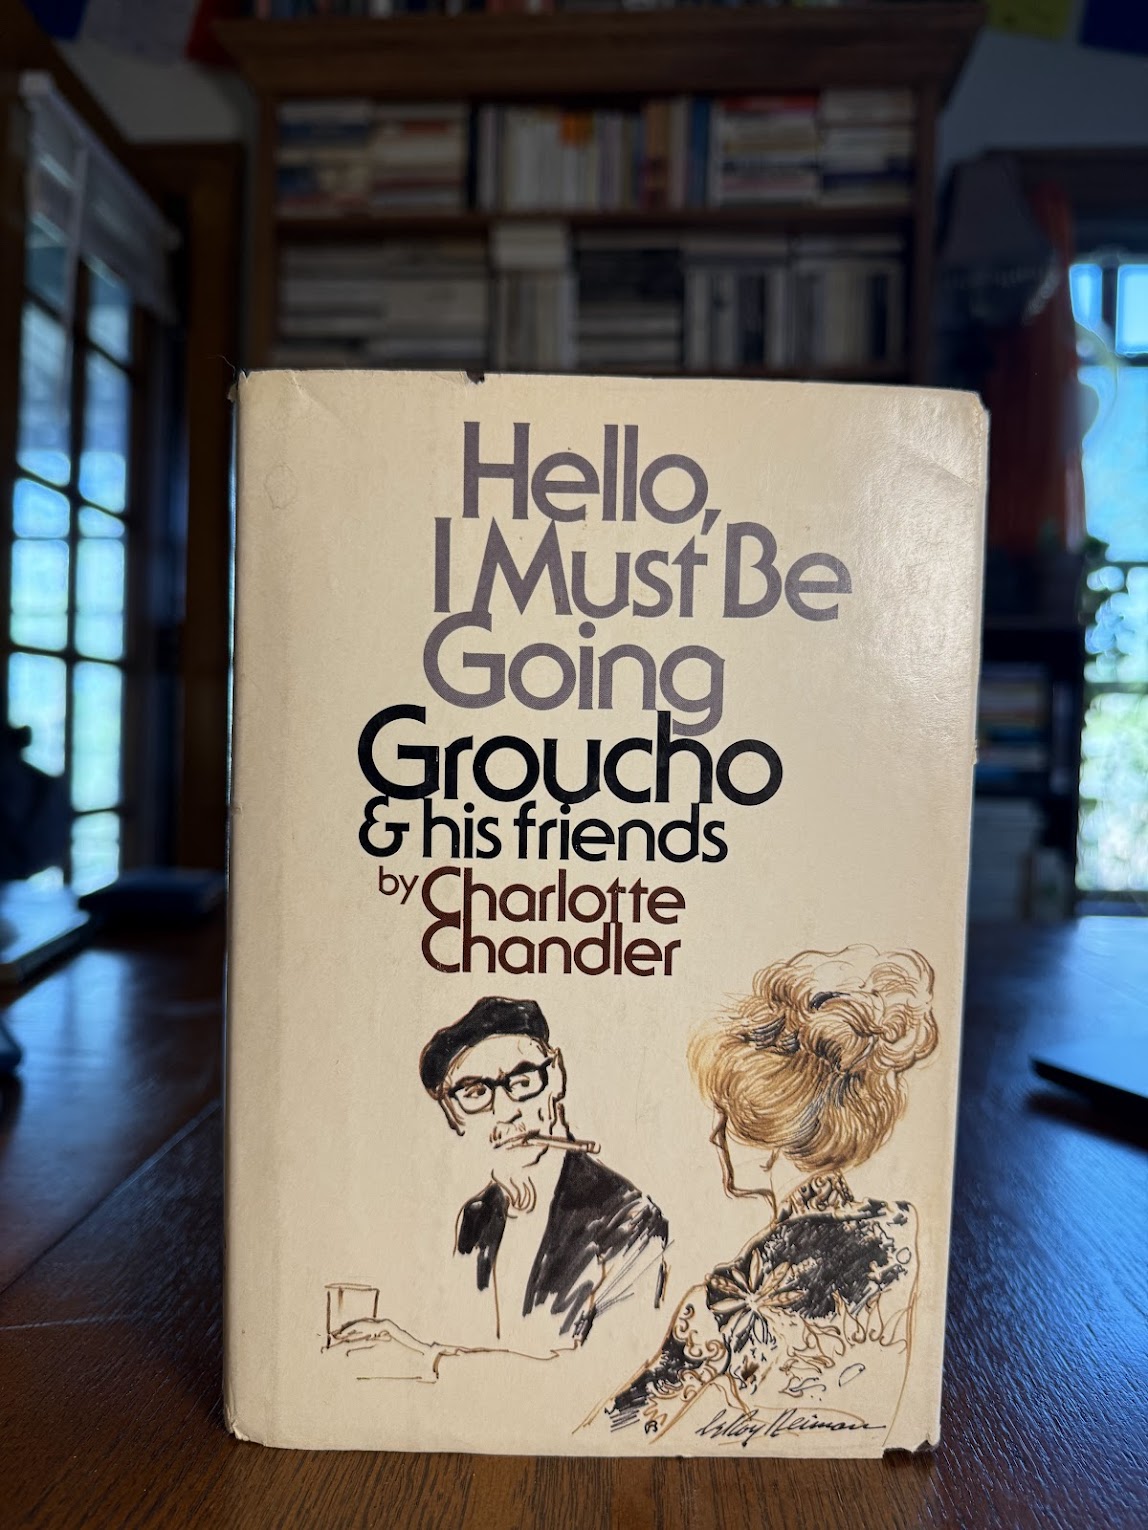 Hello,
I Must Be
Going
Groucho
& his friends
by Charlotte
Chandler
LeRoy Neiman